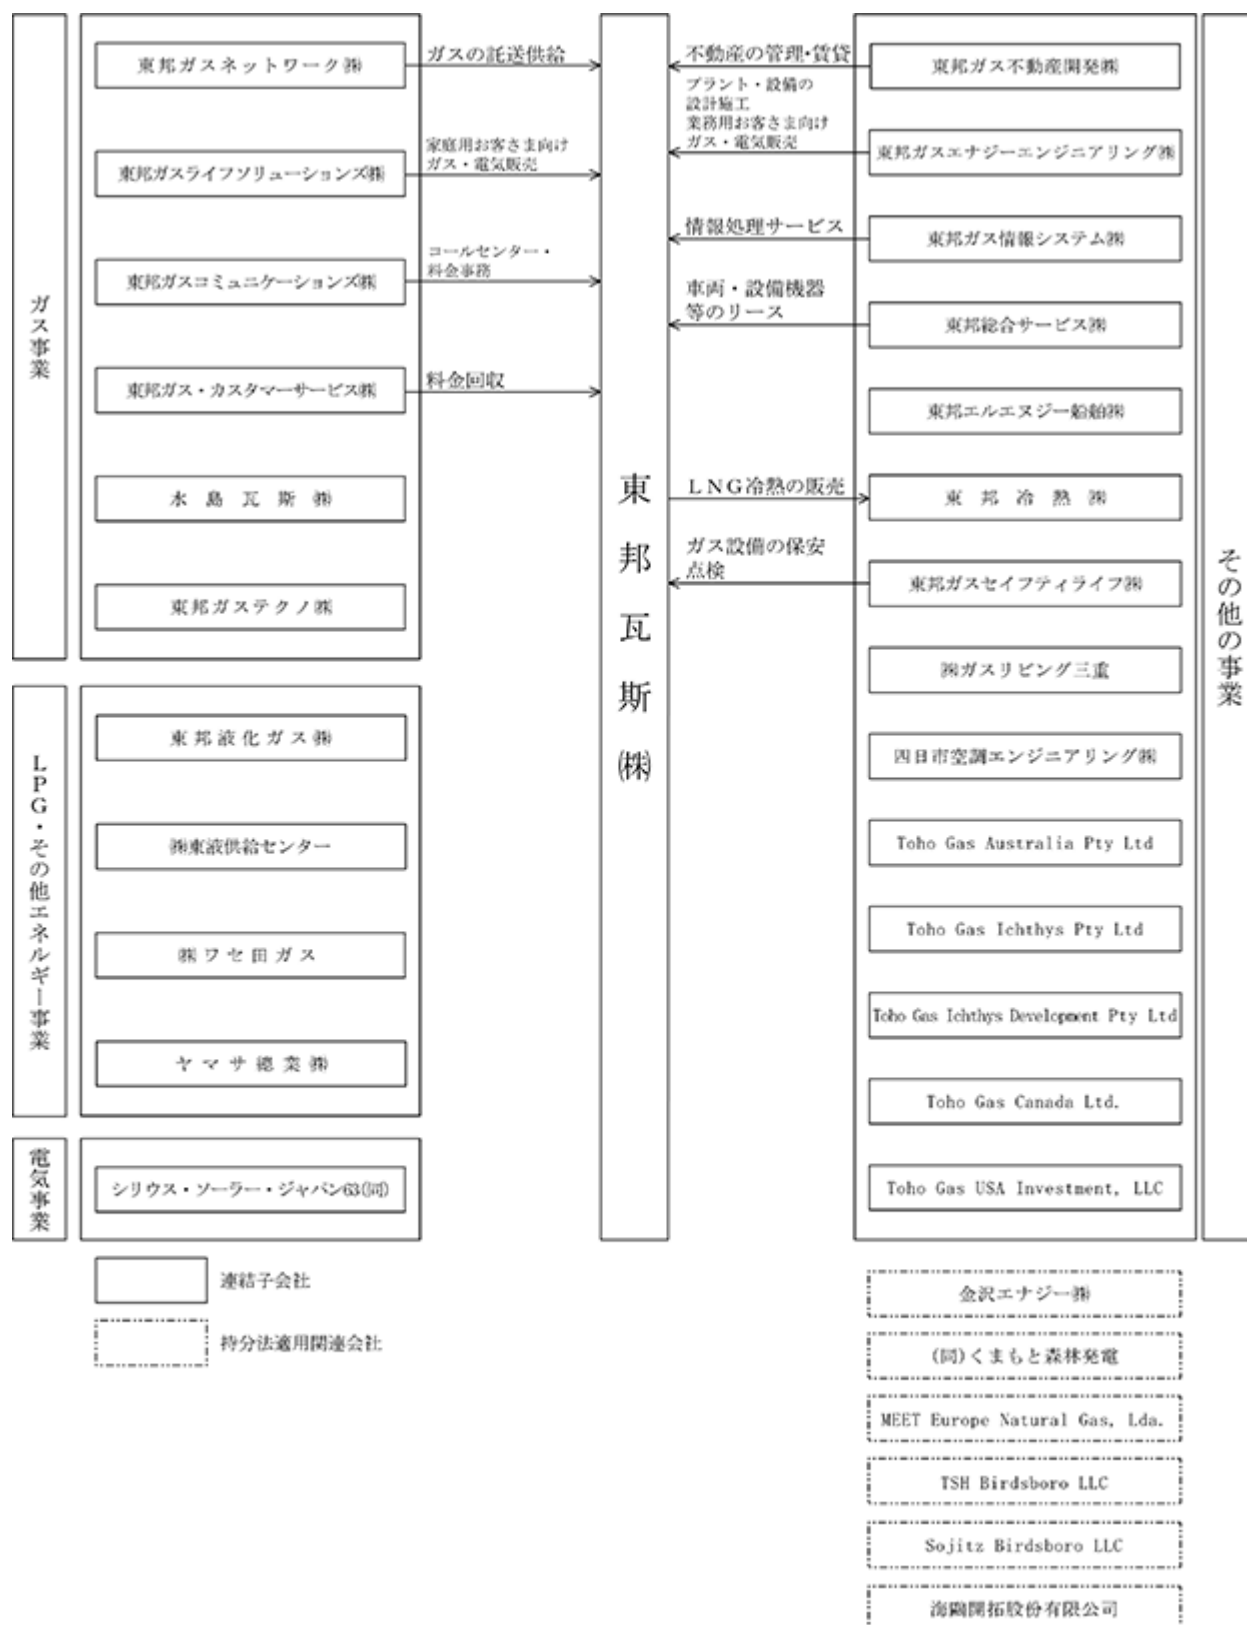 ガス事業
東邦ガスネットワーク㈱
ガスの託送供給
東邦ガスライフソリューションズ㈱
家庭用お客さま向け
ガス・電気販売
東邦ガスコミュニケーションズ㈱
コールセンター・
料金事務
東邦ガス・カスタマーサービス㈱
料金回収
水島瓦斯㈱
東邦ガステクノ㈱
LPG・その他エネルギー事業
東邦液化ガス㈱
㈱東液供給センター
㈱ワセ田ガス
ヤマサ總業㈱
電気事業
シリウス・ソーラー・ジャパン63(同)
連結子会社
持分法適用関連会社
東邦瓦斯㈱
不動産の管理・賃貸
東邦ガス不動産開発㈱
プラント・設備の
設計施工
業務用お客さま向け
ガス・電気販売
東邦ガスエナジーエンジニアリング㈱
情報処理サービス
東邦ガス情報システム㈱
車両・設備機器
等のリース
東邦総合サービス㈱
東邦エルエヌジー船舶㈱
LNG冷熱の販売
東邦冷熱㈱
ガス設備の保安
点検
東邦ガスセイフティライフ㈱
㈱ガスリビング三重
四日市空調エンジニアリング㈱
Toho Gas Australia Pty Ltd
Toho Gas Ichthys Pty Ltd
Toho Gas Ichthys Development Pty Ltd
Toho Gas Canada Ltd.
Toho Gas USA Investment, LLC
その他の事業
金沢エナジー㈱
(同)くまもと森林発電
MEET Europe Natural Gas, Lda.
TSH Birdsboro LLC
Sojitz Birdsboro LLC
海鷗開拓股份有限公司